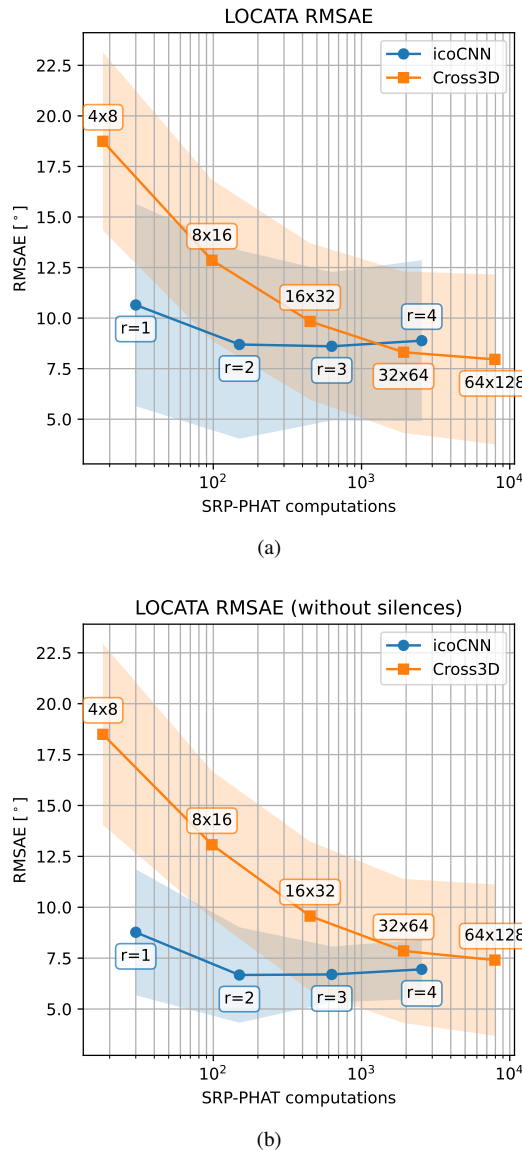 LOCATA RMSAE
22.5
20.0
17.5
15.0
12.5
10.0
7.5
5.0
RMSAE [°]
icoCNN
Cross3D
4x8
8x16
16x32
32x64
64x128
r=1
r=2
r=3
r=4
10²
10³
10⁴
SRP-PHAT computations
(a)
LOCATA RMSAE (without silences)
22.5
20.0
17.5
15.0
12.5
10.0
7.5
5.0
RMSAE [°]
icoCNN
Cross3D
4x8
8x16
16x32
32x64
64x128
r=1
r=2
r=3
r=4
10²
10³
10⁴
SRP-PHAT computations
(b)